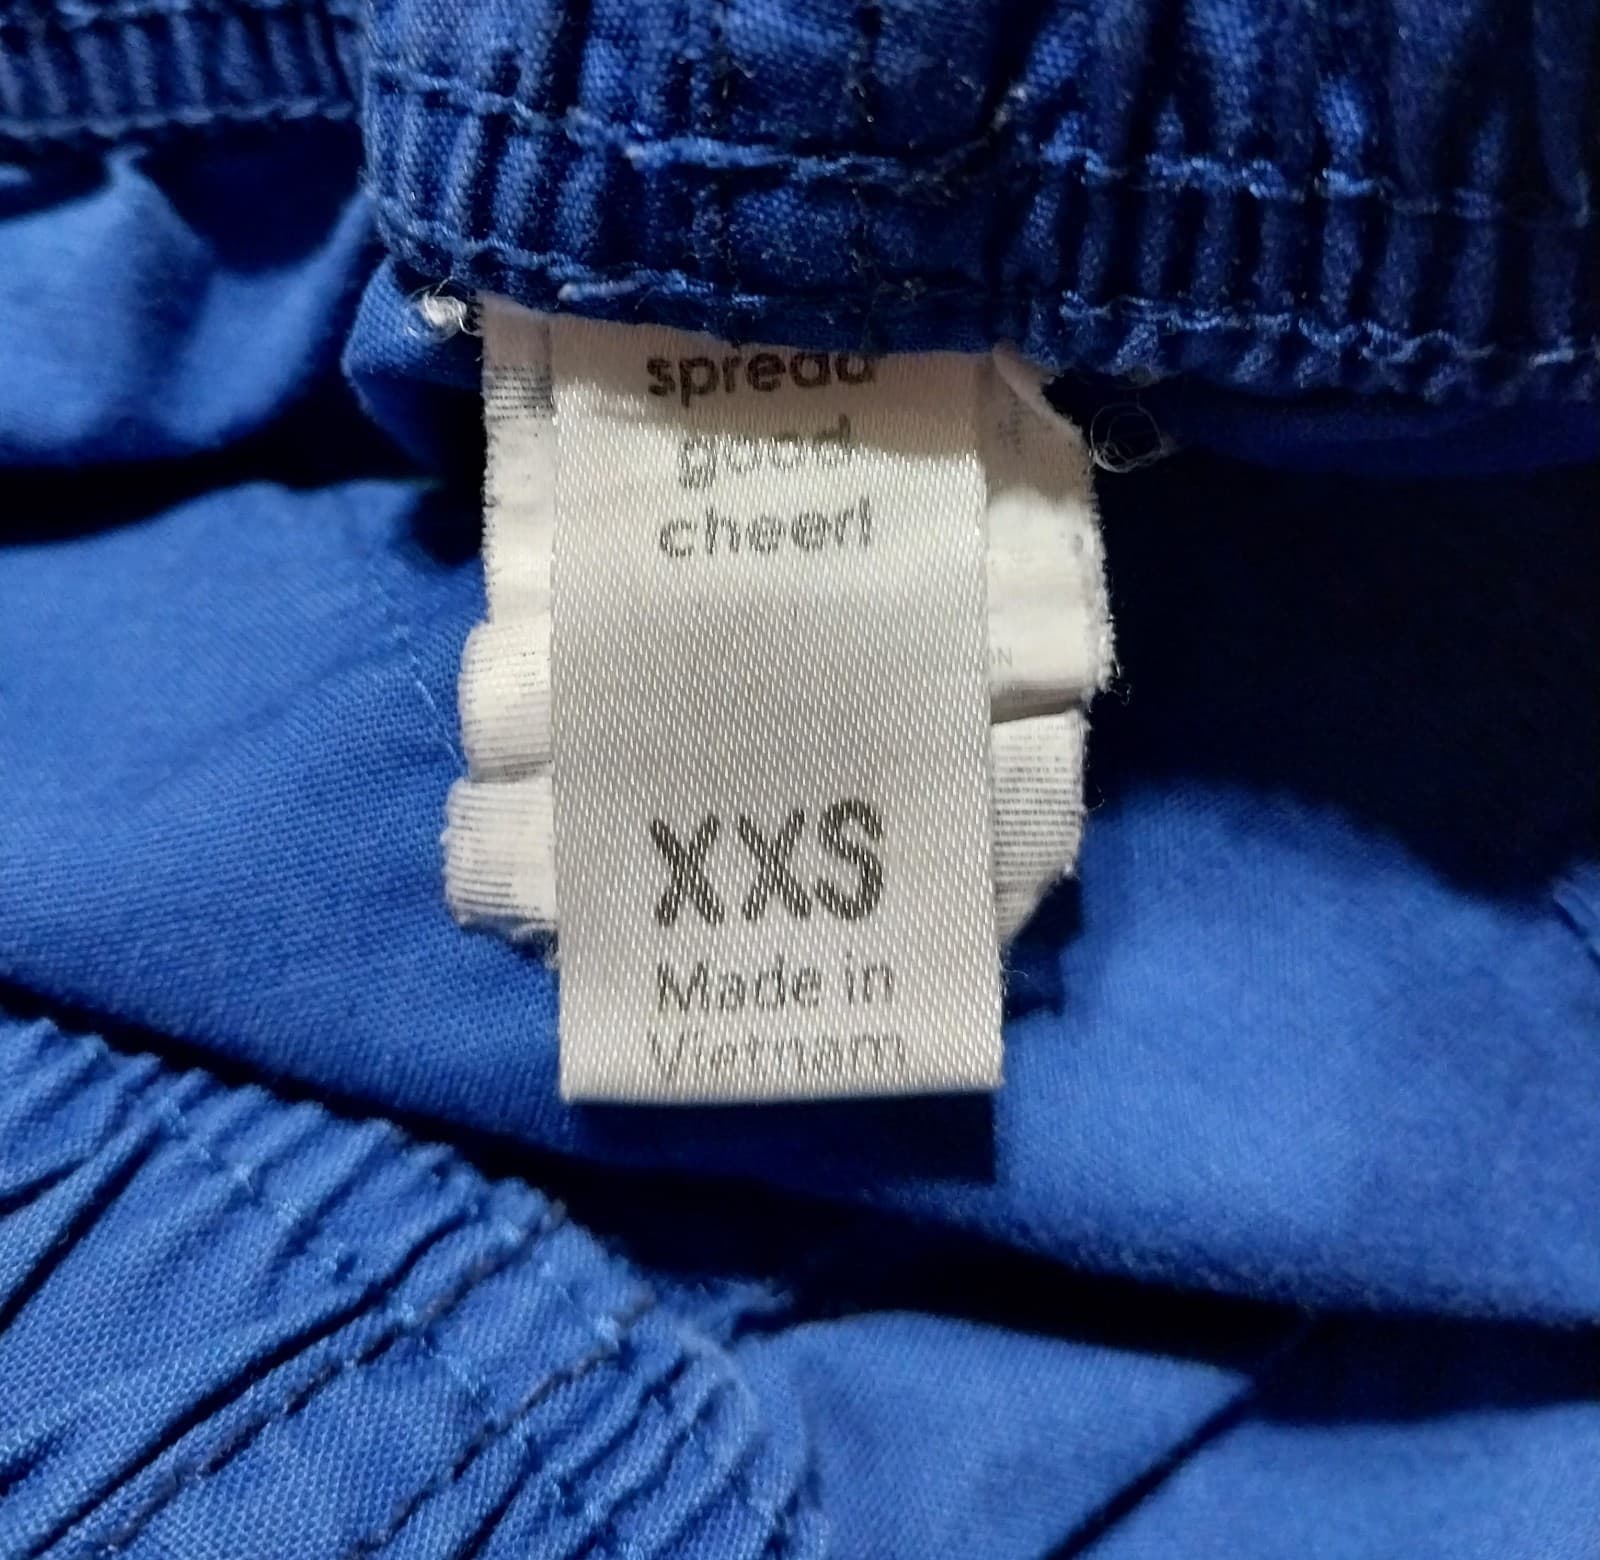 spread
good
cheer!
XXS
Made in
Vietnam